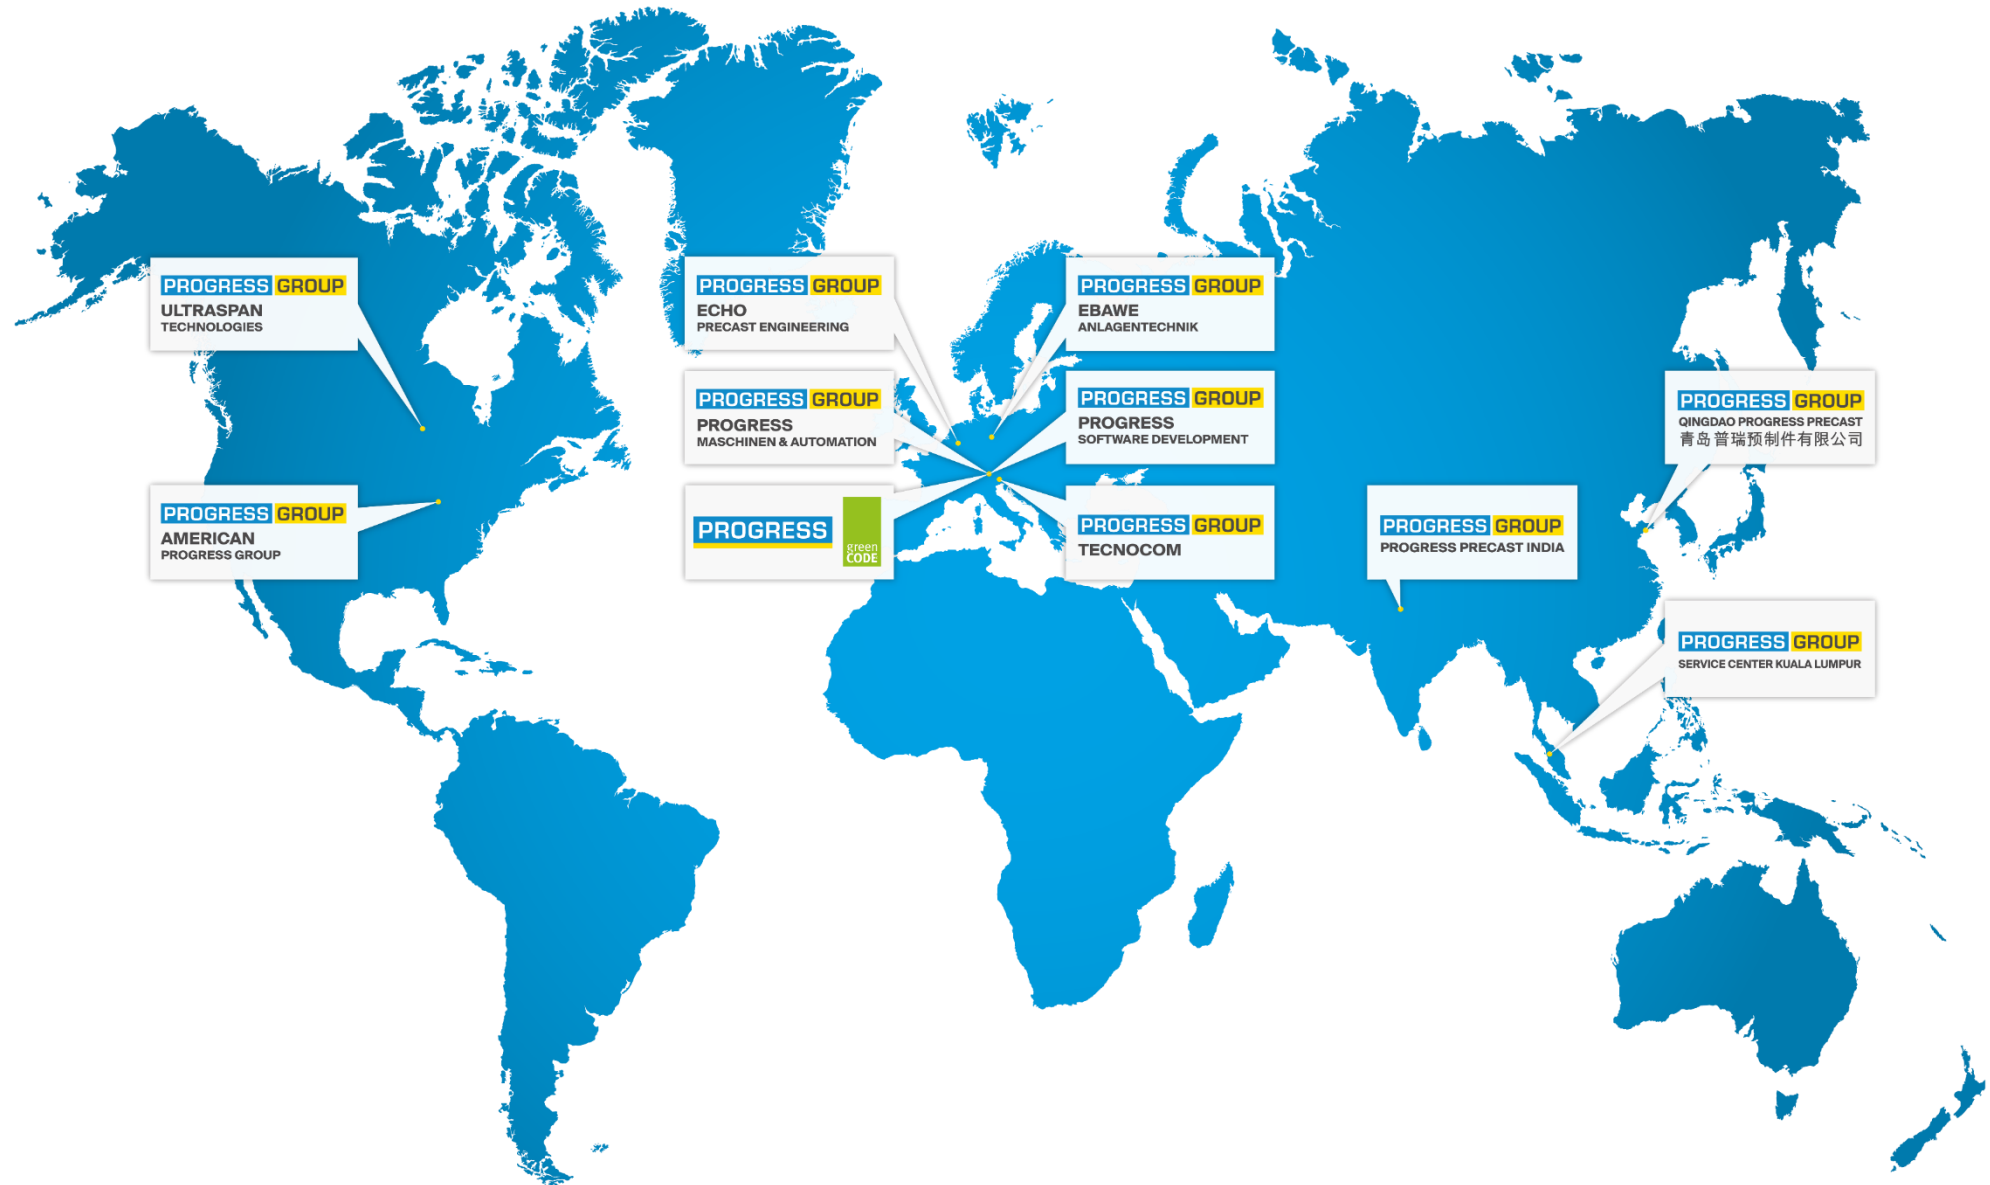 PROGRESS GROUP
ULTRASPAN
TECHNOLOGIES
PROGRESS GROUP
AMERICAN
PROGRESS GROUP
PROGRESS GROUP
ECHO
PRECAST ENGINEERING
PROGRESS GROUP
PROGRESS
MASCHINEN & AUTOMATION
PROGRESS
green
CODE
PROGRESS GROUP
EBAWE
ANLAGENTECHNIK
PROGRESS GROUP
PROGRESS
SOFTWARE DEVELOPMENT
PROGRESS GROUP
TECNOCOM
PROGRESS GROUP
PROGRESS PRECAST INDIA
PROGRESS GROUP
QINGDAO PROGRESS PRECAST
青岛普瑞预制件有限公司
PROGRESS GROUP
SERVICE CENTER KUALA LUMPUR